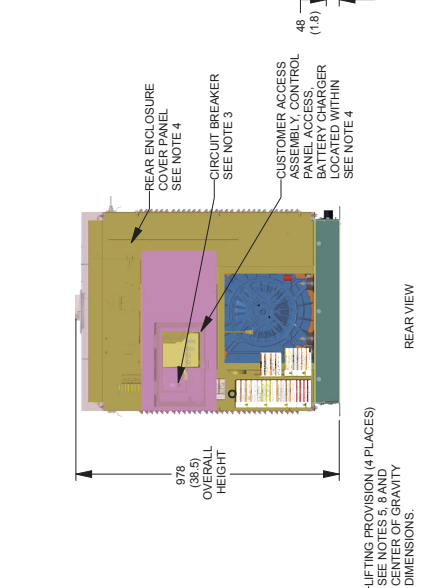 48
(1.8)
REAR ENCLOSURE
COVER PANEL
SEE NOTE 4
CIRCUIT BREAKER
SEE NOTE 3
CUSTOMER ACCESS
ASSEMBLY, CONTROL
PANEL ACCESS,
BATTERY CHARGER
LOCATED WITHIN
SEE NOTE 4
978
(38.5)
OVERALL
HEIGHT
REAR VIEW
LIFTING PROVISION (4 PLACES)
SEE NOTES 5, 8 AND
CENTER OF GRAVITY
DIMENSIONS.